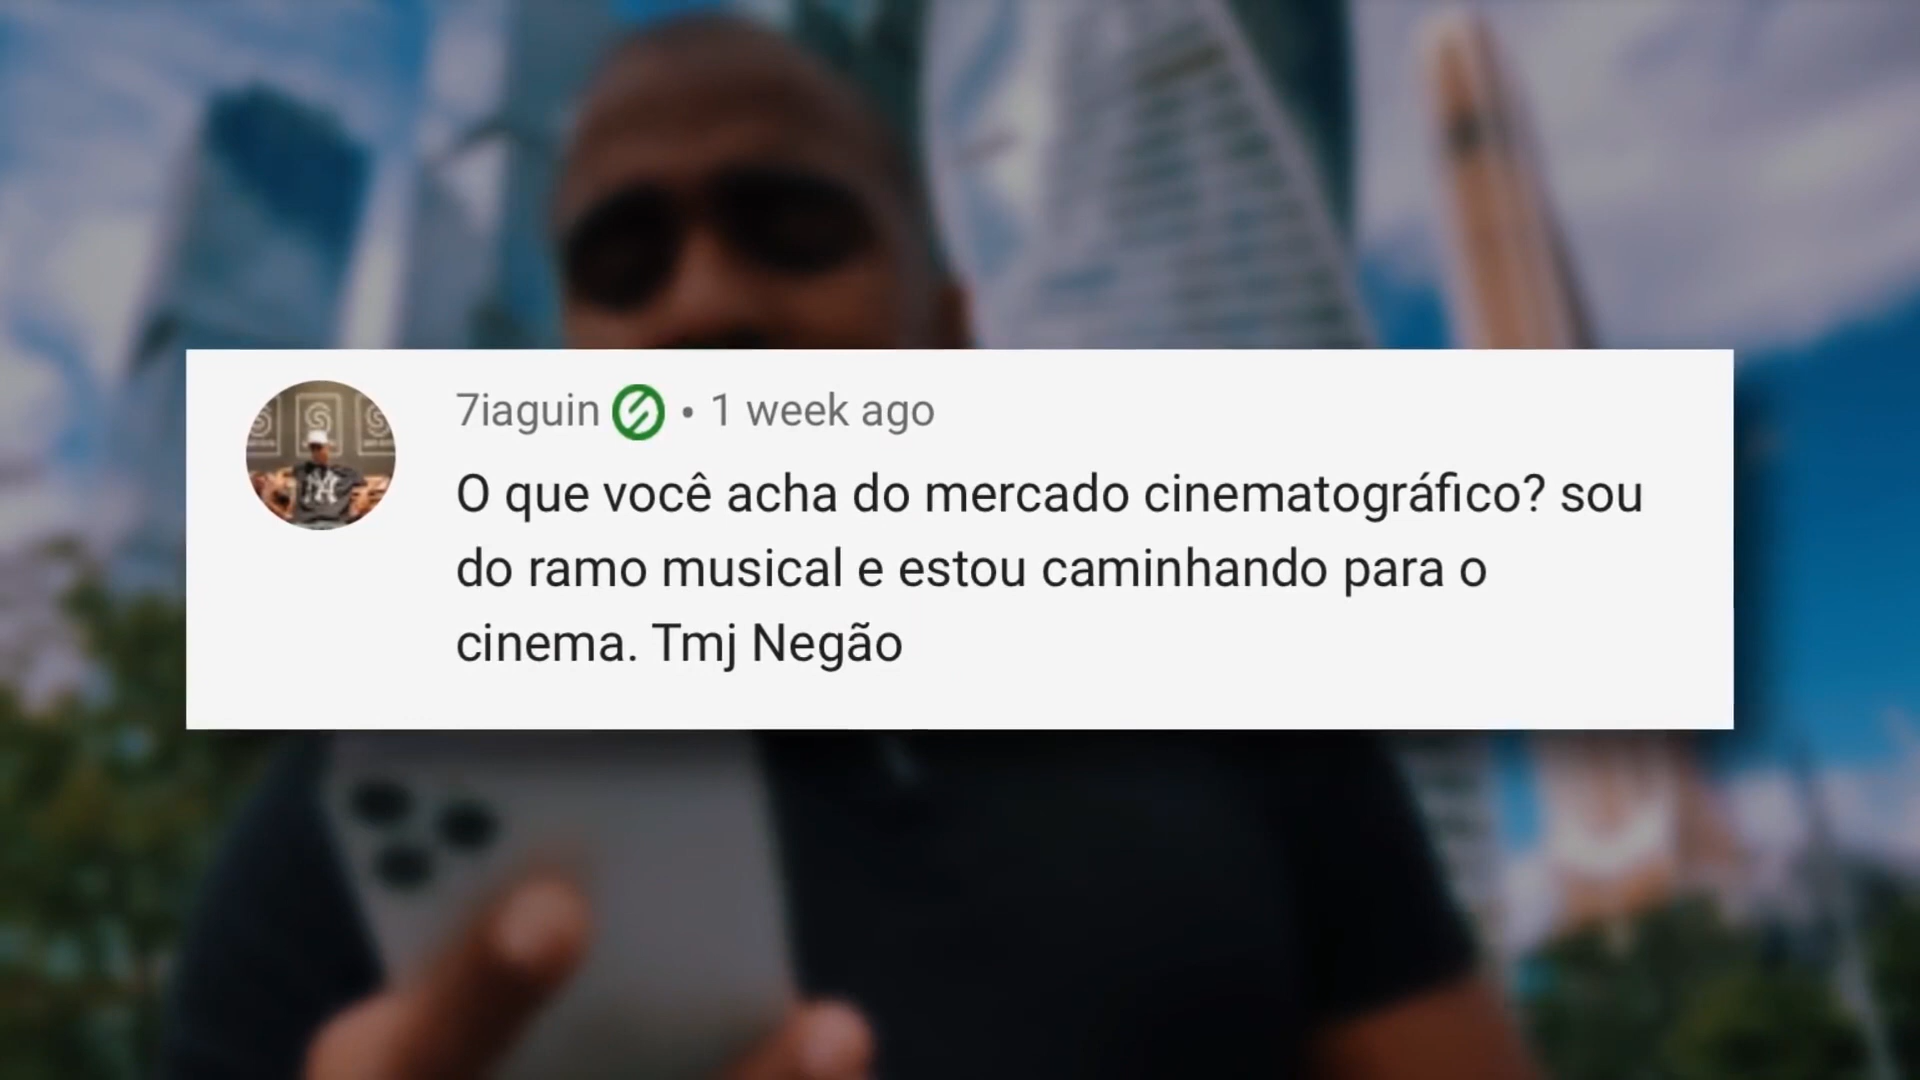 7iaguin • 1 week ago
O que você acha do mercado cinematográfico? sou
do ramo musical e estou caminhando para o
cinema. Tmj Negão